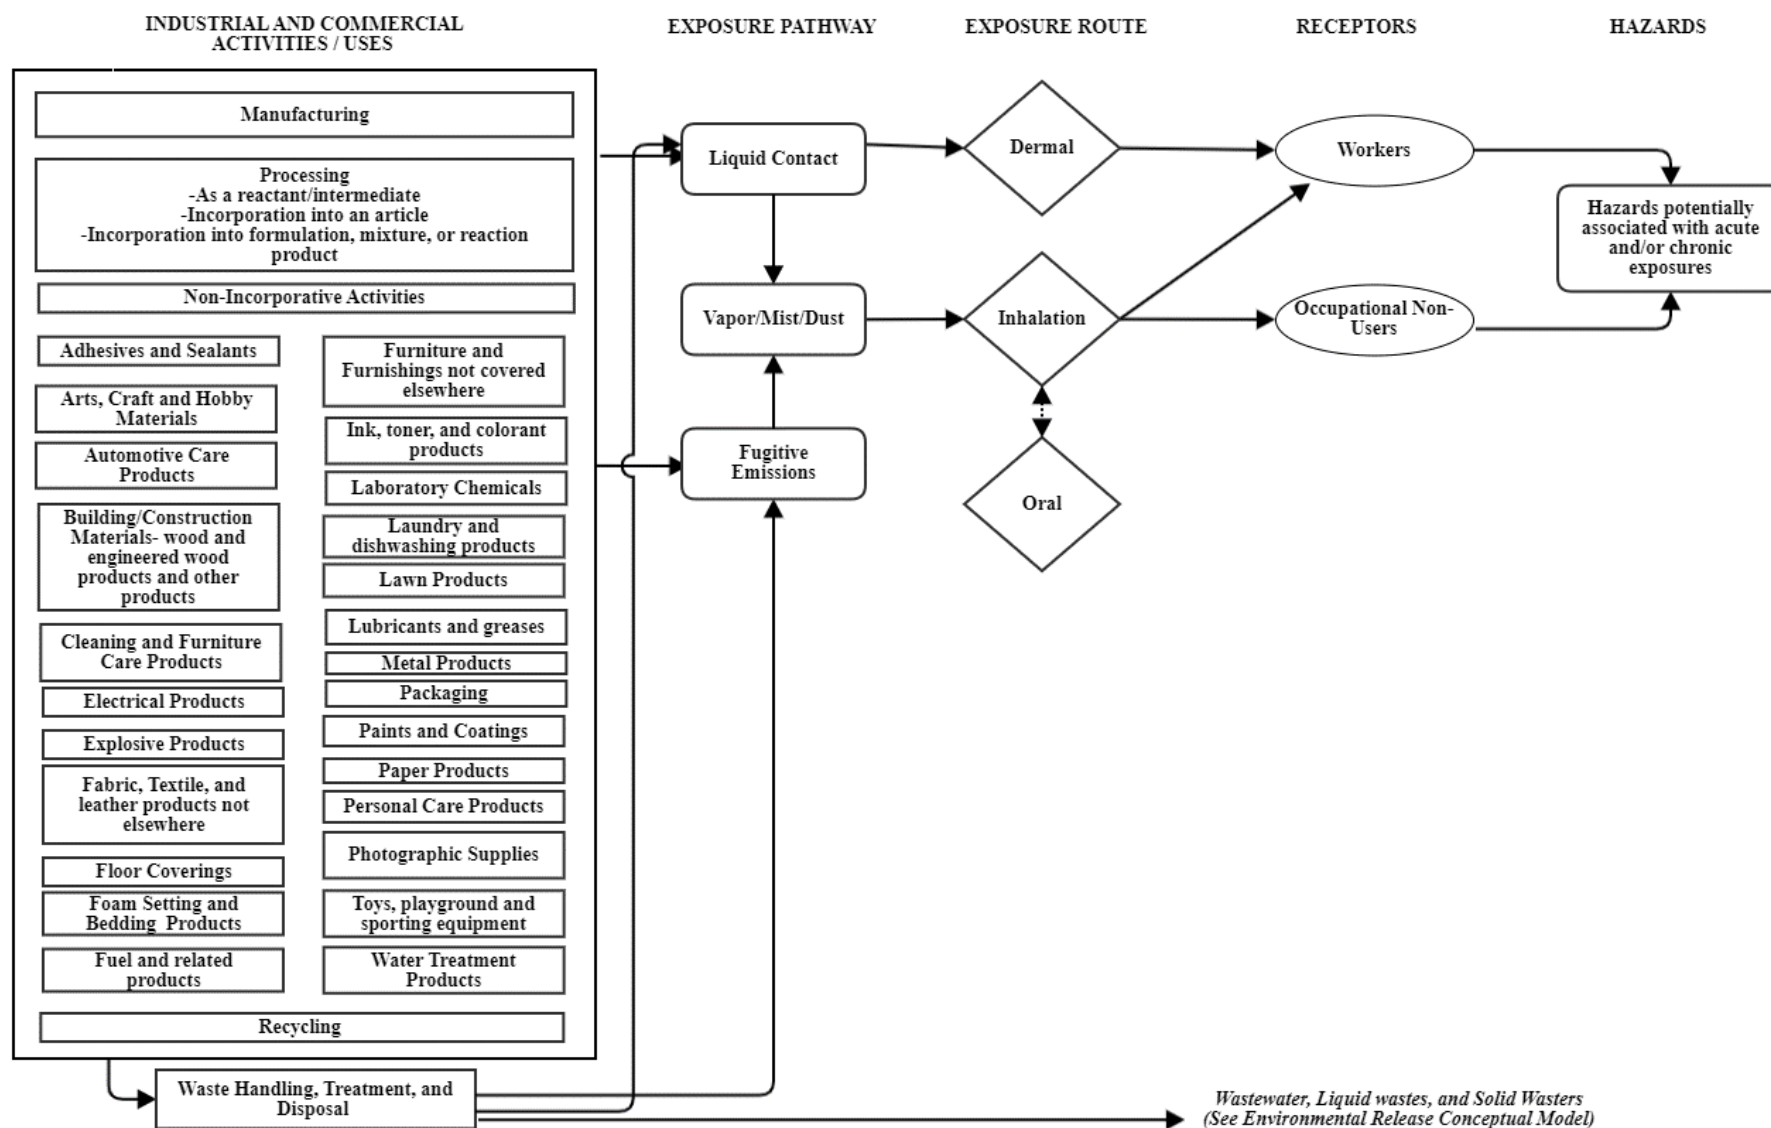 INDUSTRIAL AND COMMERCIAL
ACTIVITIES / USES
EXPOSURE PATHWAY
EXPOSURE ROUTE
RECEPTORS
HAZARDS
Manufacturing
Processing
-As a reactant/intermediate
-Incorporation into an article
-Incorporation into formulation, mixture, or reaction
product
Non-Incorporative Activities
Adhesives and Sealants
Arts, Craft and Hobby
Materials
Automotive Care
Products
Building/Construction
Materials- wood and
engineered wood
products and other
products
Cleaning and Furniture
Care Products
Electrical Products
Explosive Products
Fabric, Textile, and
leather products not
elsewhere
Floor Coverings
Foam Setting and
Bedding Products
Fuel and related
products
Furniture and
Furnishings not covered
elsewhere
Ink, toner, and colorant
products
Laboratory Chemicals
Laundry and
dishwashing products
Lawn Products
Lubricants and greases
Metal Products
Packaging
Paints and Coatings
Paper Products
Personal Care Products
Photographic Supplies
Toys, playground and
sporting equipment
Water Treatment
Products
Recycling
Waste Handling, Treatment, and
Disposal
Liquid Contact
Vapor/Mist/Dust
Fugitive
Emissions
Dermal
Inhalation
Oral
Workers
Occupational Non-
Users
Hazards potentially
associated with acute
and/or chronic
exposures
Wastewater, Liquid wastes, and Solid Wasters
(See Environmental Release Conceptual Model)